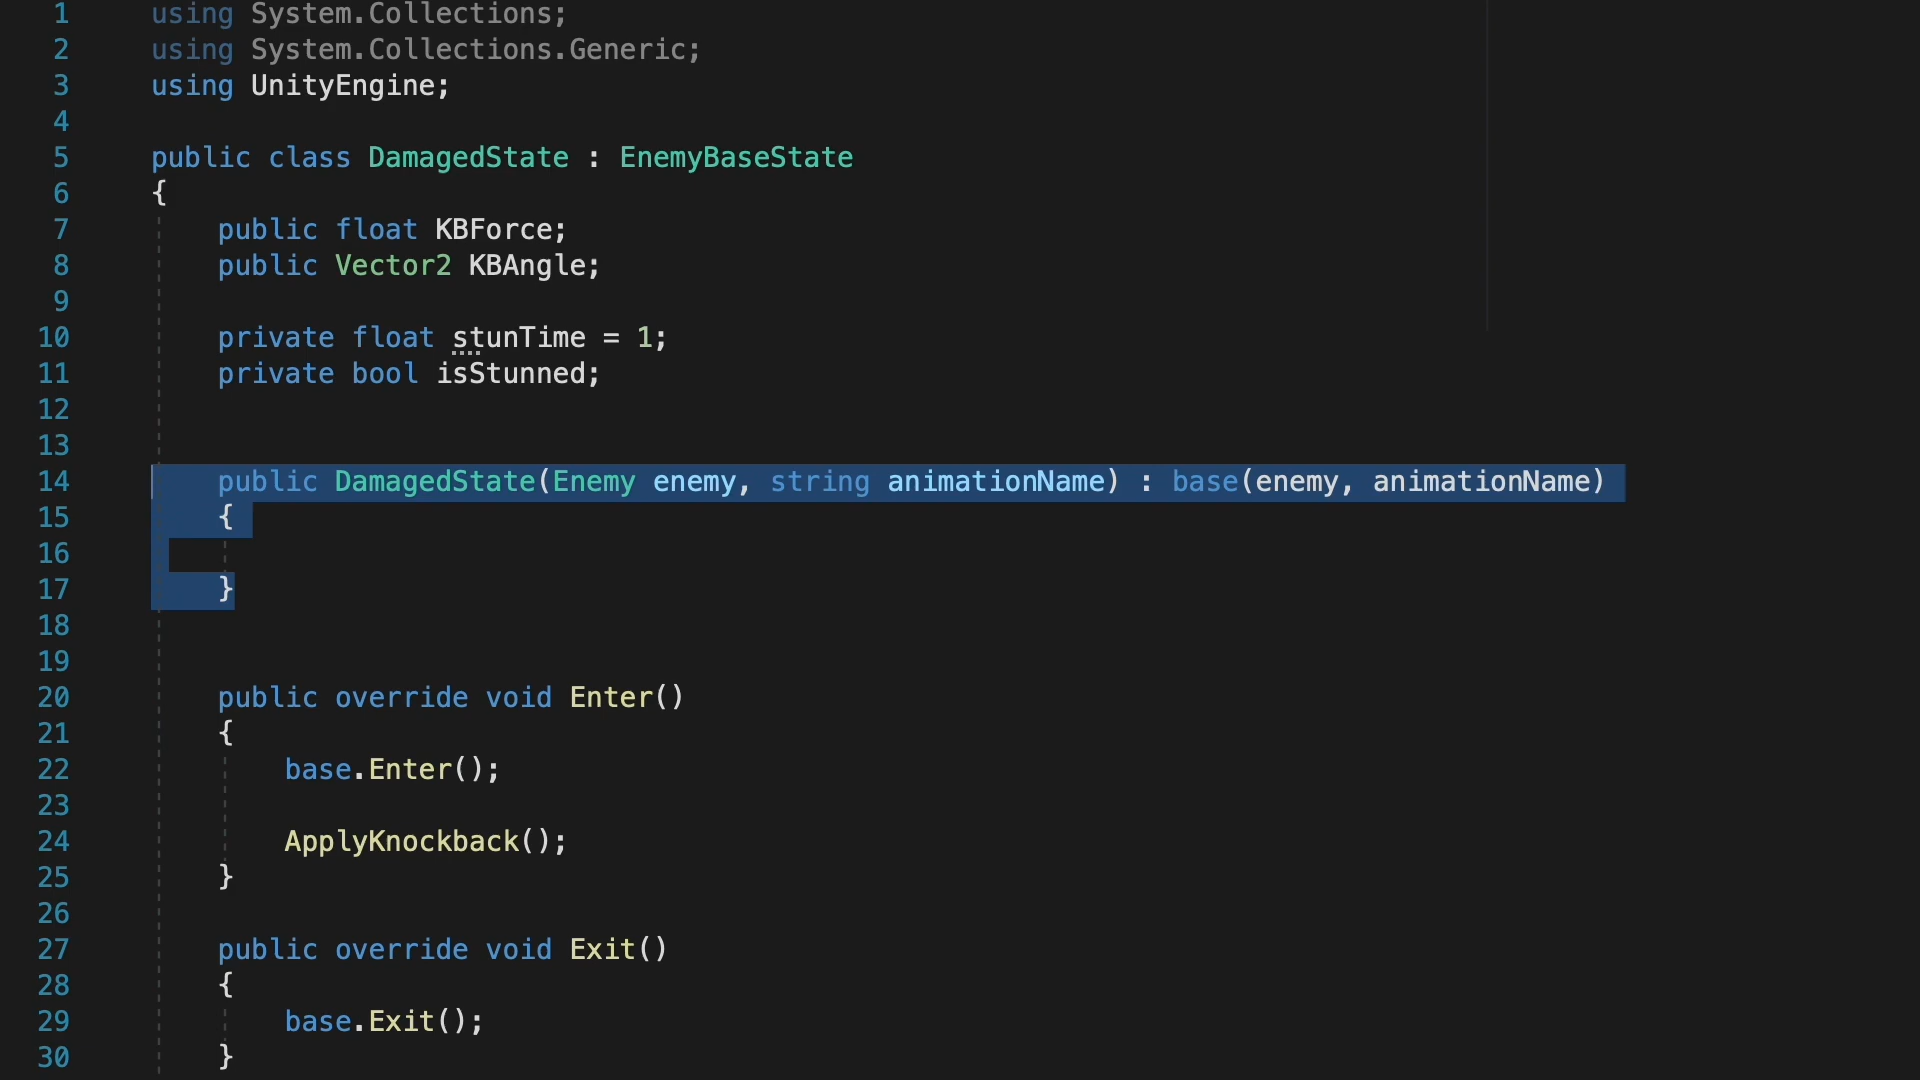 1 using System.Collections;
2 using System.Collections.Generic;
3 using UnityEngine;
4
5 public class DamagedState : EnemyBaseState
6 {
7 public float KBForce;
8 public Vector2 KBAngle;
9
10 private float stunTime = 1;
11 private bool isStunned;
12
13
14 public DamagedState(Enemy enemy, string animationName) : base(enemy, animationName)
15 {
16
17 }
18
19
20 public override void Enter()
21 {
22 base.Enter();
23
24 ApplyKnockback();
25 }
26
27 public override void Exit()
28 {
29 base.Exit();
30 }